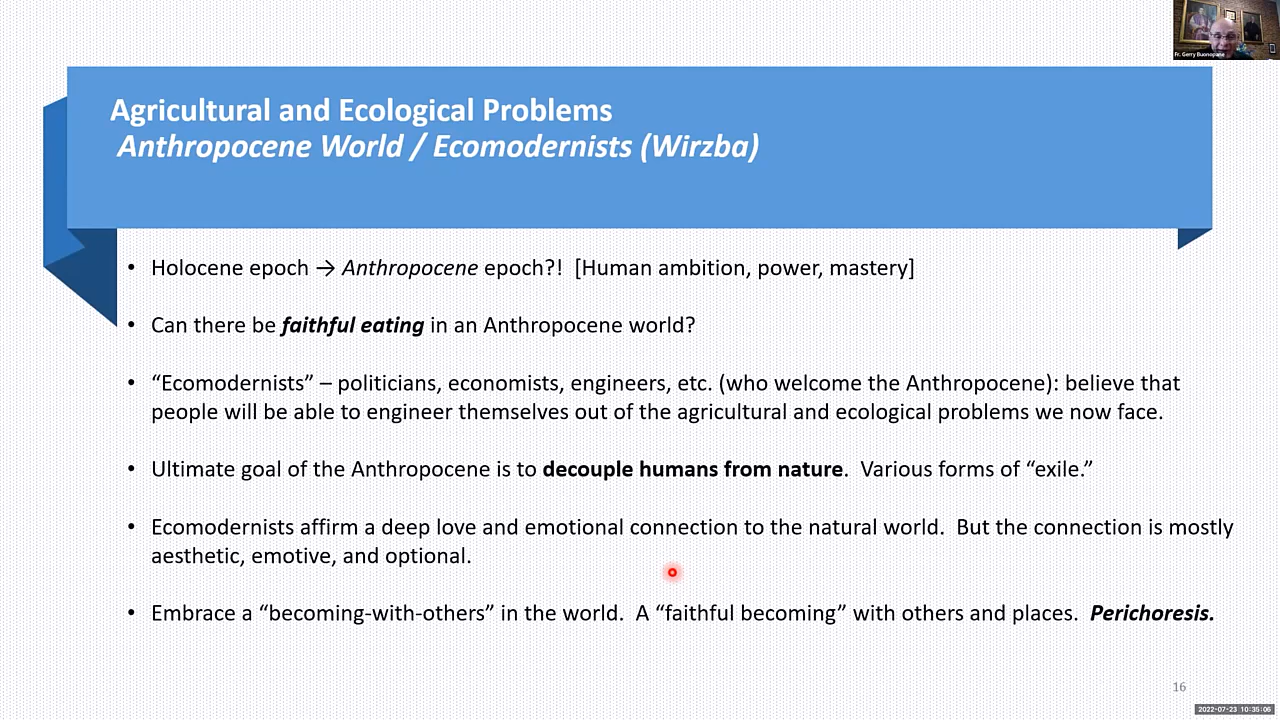 Fr. Gerry Buonopane
Agricultural and Ecological Problems
Anthropocene World / Ecomodernists (Wirzba)
• Holocene epoch → Anthropocene epoch?!  [Human ambition, power, mastery]
• Can there be faithful eating in an Anthropocene world?
• “Ecomodernists” – politicians, economists, engineers, etc. (who welcome the Anthropocene): believe that
people will be able to engineer themselves out of the agricultural and ecological problems we now face.
• Ultimate goal of the Anthropocene is to decouple humans from nature.  Various forms of “exile.”
• Ecomodernists affirm a deep love and emotional connection to the natural world.  But the connection is mostly
aesthetic, emotive, and optional.
• Embrace a “becoming-with-others” in the world.  A “faithful becoming” with others and places.  Perichoresis.
16
2022-07-23 10:35:06